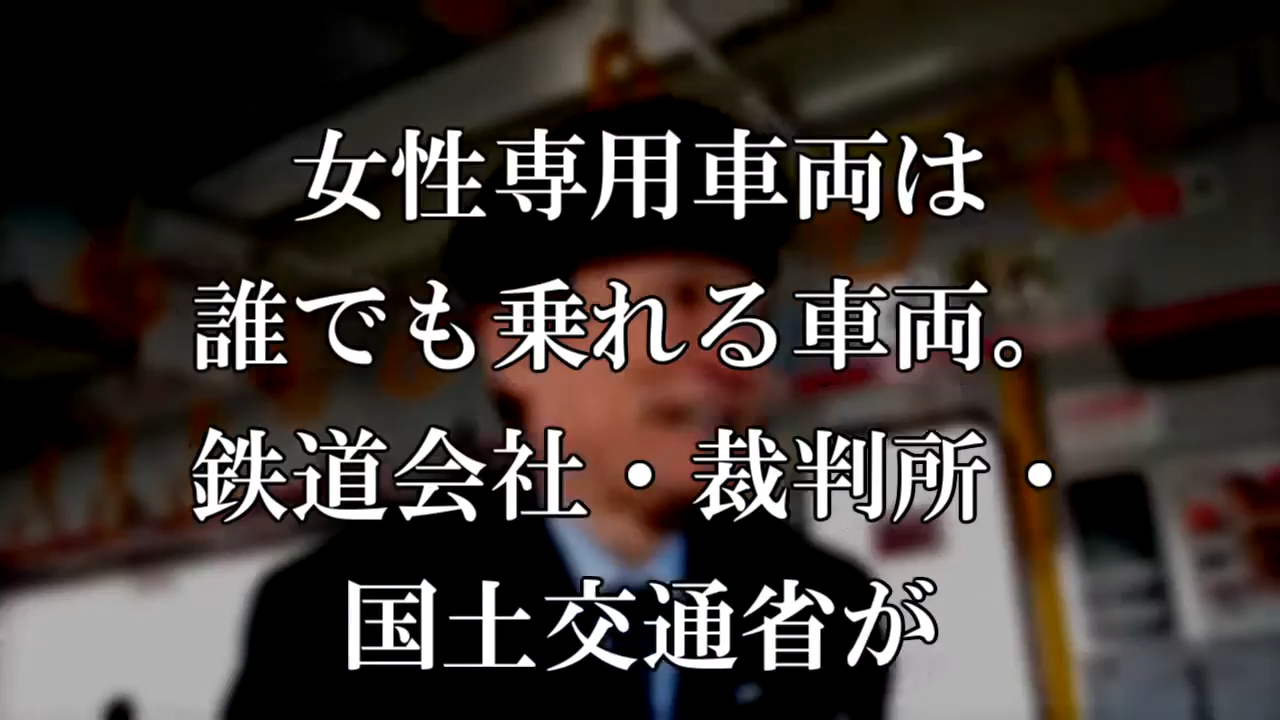 女性専用車両は
誰でも乗れる車両。
鉄道会社・裁判所・
国土交通省が